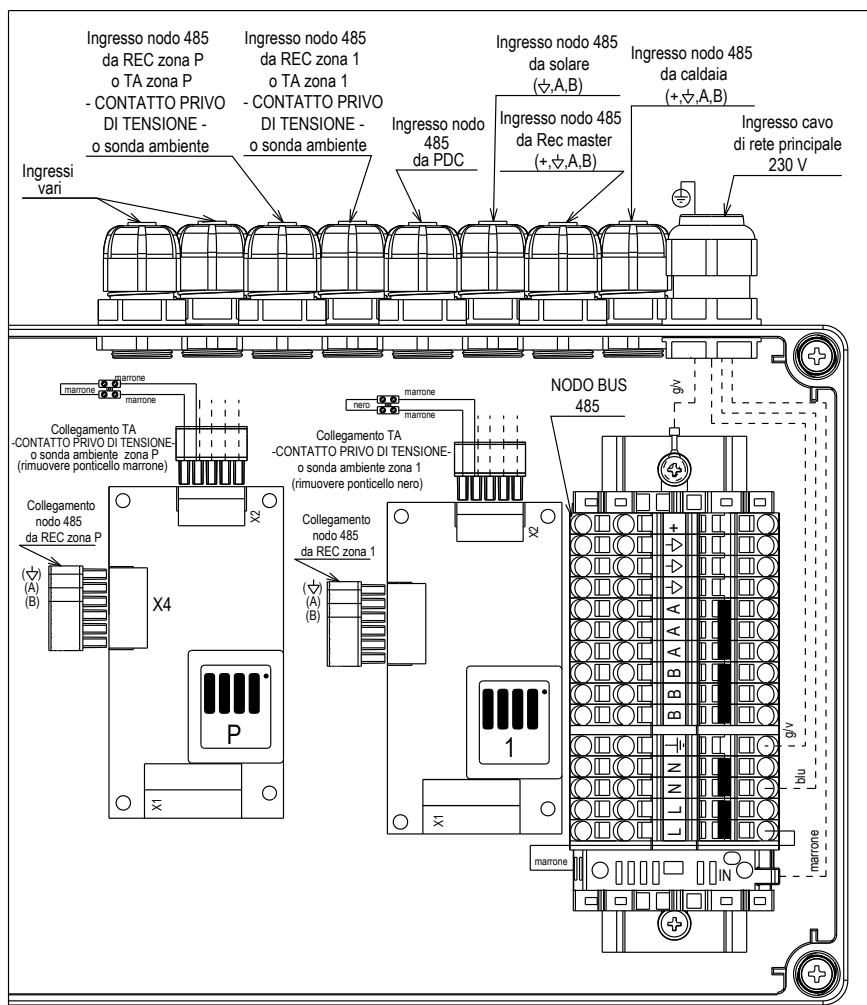 Ingresso nodo 485
da REC zona P
o TA zona P
- CONTATTO PRIVO
DI TENSIONE -
o sonda ambiente
Ingresso nodo 485
da REC zona 1
o TA zona 1
- CONTATTO PRIVO
DI TENSIONE -
o sonda ambiente
Ingresso nodo 485
da solare
(⏚,A,B)
Ingresso nodo 485
da caldaia
(+,⏚,A,B)
Ingresso nodo
485
da PDC
Ingresso nodo 485
da Rec master
(+,⏚,A,B)
Ingresso cavo
di rete principale
230 V
Ingressi
vari
marrone
marrone
marrone
Collegamento TA
-CONTATTO PRIVO DI TENSIONE-
o sonda ambiente zona P
(rimuovere ponticello marrone)
marrone
nero
marrone
Collegamento TA
-CONTATTO PRIVO DI TENSIONE-
o sonda ambiente zona 1
(rimuovere ponticello nero)
g/v
NODO BUS
485
Collegamento
nodo 485
da REC zona P
(⏚)
(A)
(B)
X2
X4
P
X1
Collegamento
nodo 485
da REC zona 1
(⏚)
(A)
(B)
X2
1
X1
+
⏚
⏚
⏚
A
A
A
B
B
B
⏚
N
N
L
L
g/v
blu
marrone
marrone
IN